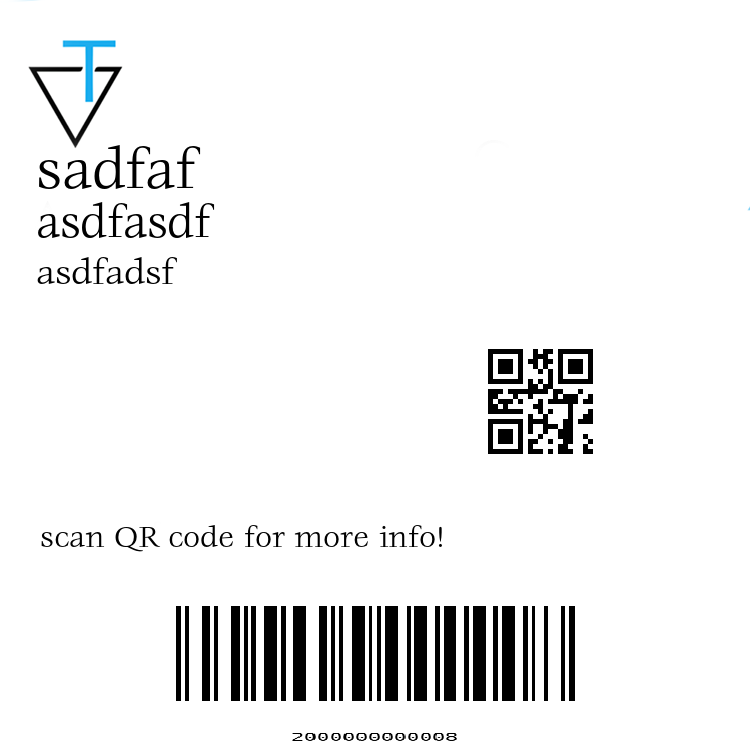 T
sadfaf
asdfasdf
asdfadsf
scan QR code for more info!
2000000000008